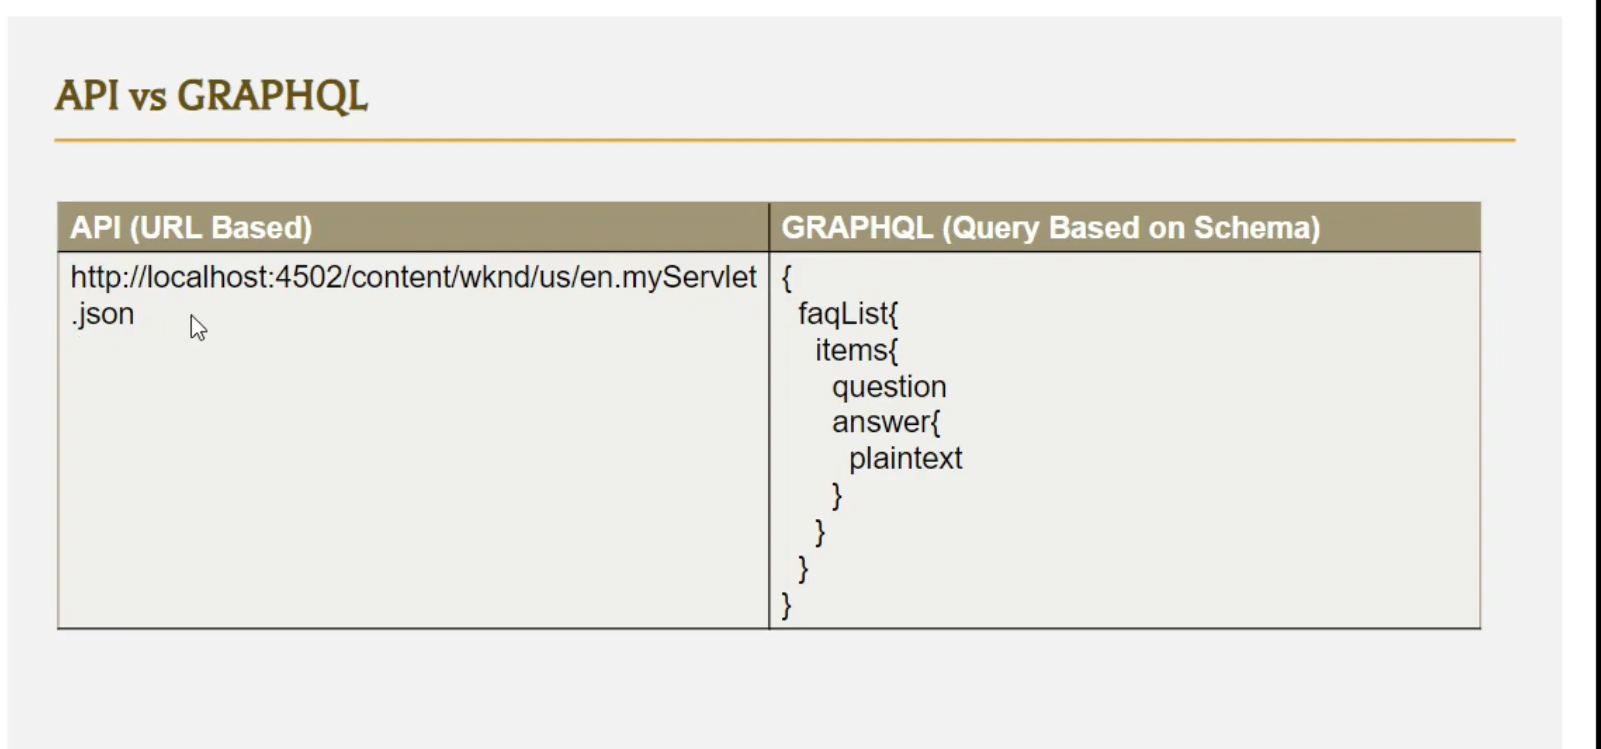 API vs GRAPHQL
API (URL Based)
http://localhost:4502/content/wknd/us/en.myServlet
.json
GRAPHQL (Query Based on Schema)
{
faqList{
items{
question
answer{
plaintext
}
}
}
}